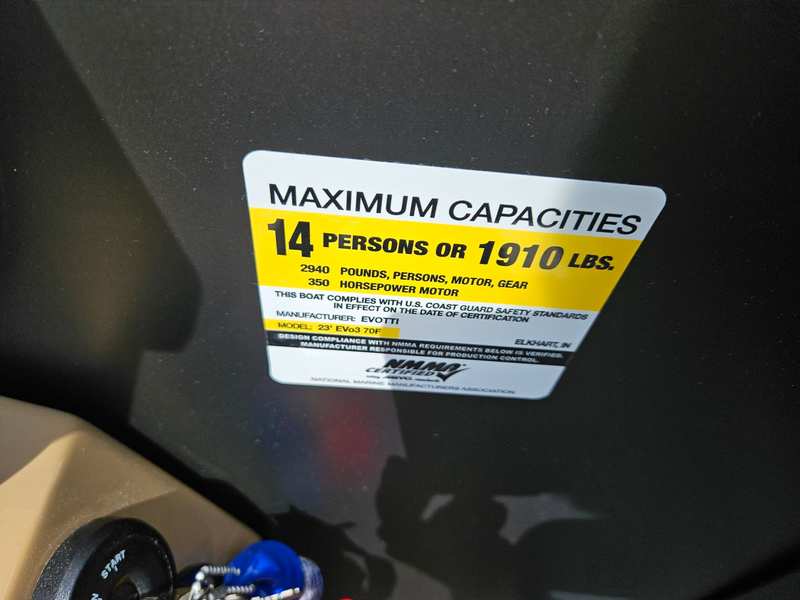 MAXIMUM CAPACITIES
14 PERSONS OR 1910 LBS.
2940 POUNDS, PERSONS, MOTOR, GEAR
350 HORSEPOWER MOTOR
THIS BOAT COMPLIES WITH U.S. COAST GUARD SAFETY STANDARDS
IN EFFECT ON THE DATE OF CERTIFICATION
MANUFACTURER: EVOTTI ELKHART, IN
MODEL: 23' EVo3 70F
DESIGN COMPLIANCE WITH NMMA REQUIREMENTS BELOW IS VERIFIED.
MANUFACTURER RESPONSIBLE FOR PRODUCTION CONTROL.
NMMA
CERTIFIED
NATIONAL MARINE MANUFACTURERS ASSOCIATION
START